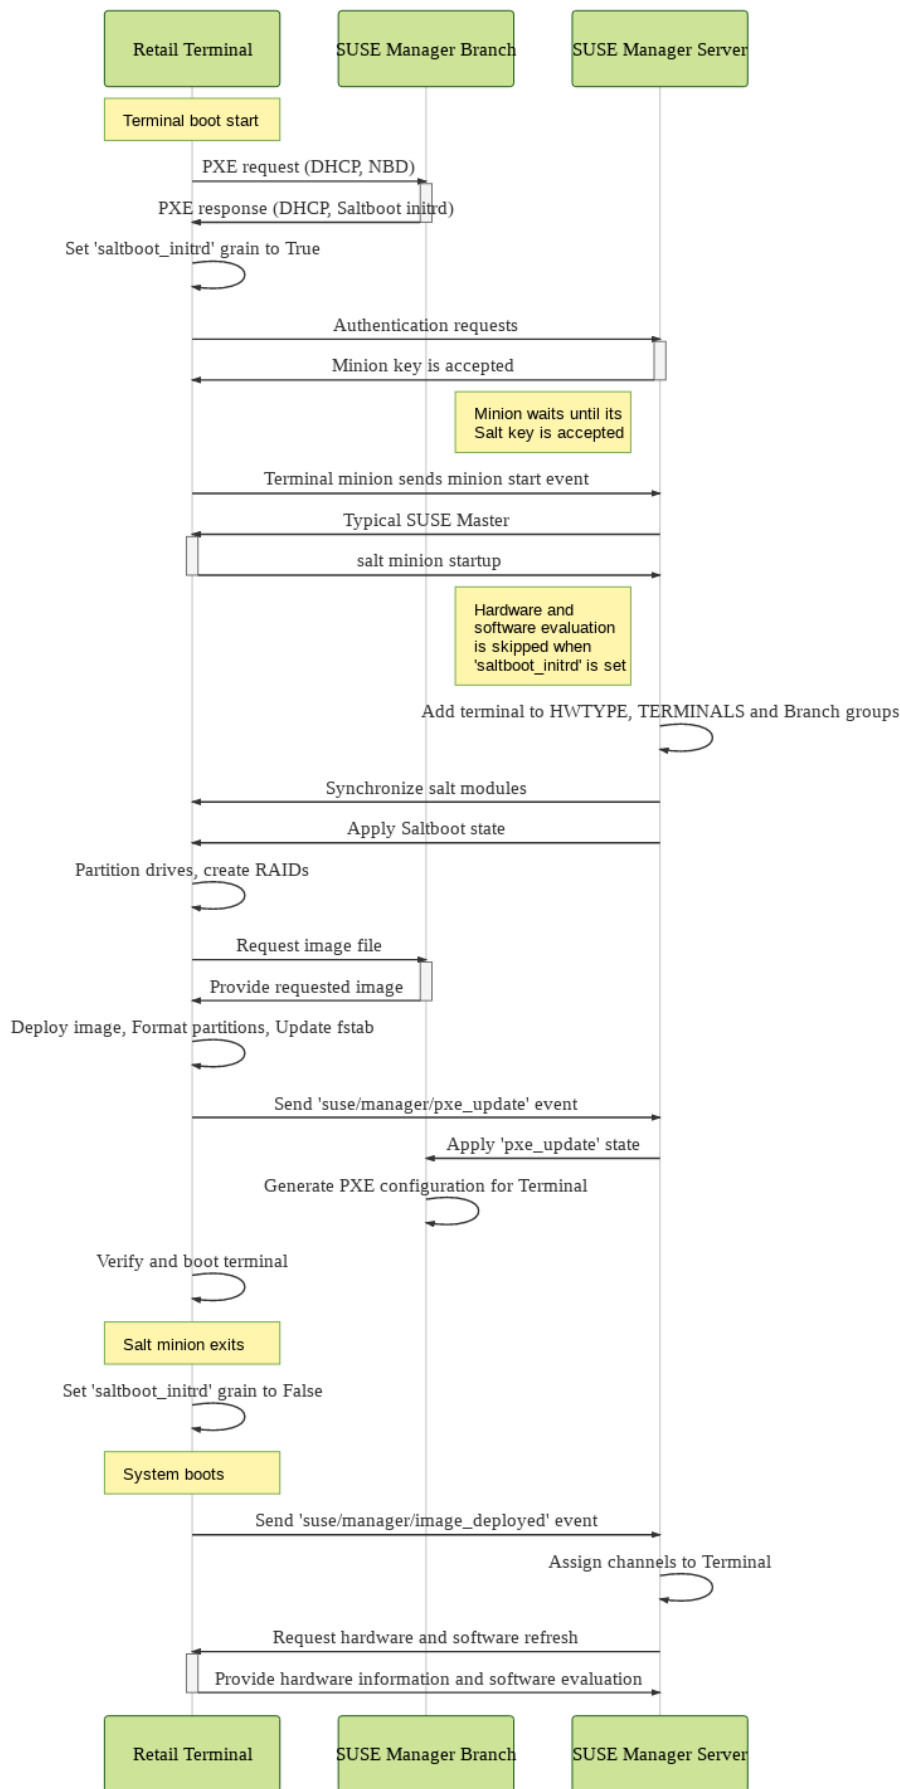 Retail Terminal
SUSE Manager Branch
SUSE Manager Server
Terminal boot start
PXE request (DHCP, NBD)
PXE response (DHCP, Saltboot initrd)
Set 'saltboot_initrd' grain to True
Authentication requests
Minion key is accepted
Minion waits until its
Salt key is accepted
Terminal minion sends minion start event
Typical SUSE Master
salt minion startup
Hardware and
software evaluation
is skipped when
'saltboot_initrd' is set
Add terminal to HWTYPE, TERMINALS and Branch groups
Synchronize salt modules
Apply Saltboot state
Partition drives, create RAIDs
Request image file
Provide requested image
Deploy image, Format partitions, Update fstab
Send 'suse/manager/pxe_update' event
Apply 'pxe_update' state
Generate PXE configuration for Terminal
Verify and boot terminal
Salt minion exits
Set 'saltboot_initrd' grain to False
System boots
Send 'suse/manager/image_deployed' event
Assign channels to Terminal
Request hardware and software refresh
Provide hardware information and software evaluation
Retail Terminal
SUSE Manager Branch
SUSE Manager Server